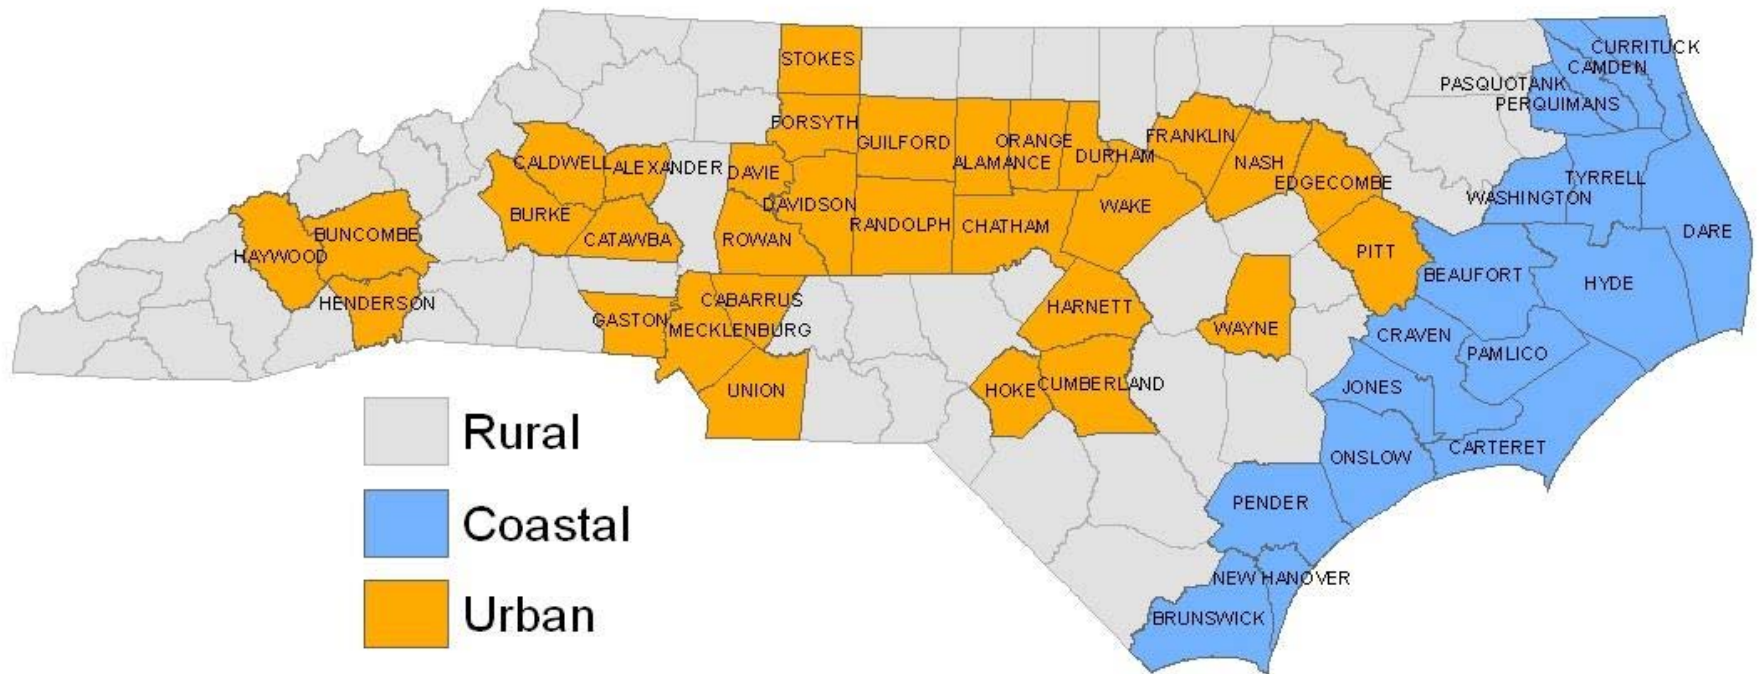 STOKES
CURRITUCK
CAMDEN
PASQUOTANK
PERQUIMANS
FORSYTH
GUILFORD
ORANGE
ALAMANCE
DURHAM
FRANKLIN
NASH
EDGECOMBE
CALDWELL
ALEXANDER
DAVIE
DAVIDSON
BURKE
CATAWBA
ROWAN
RANDOLPH
CHATHAM
WAKE
WASHINGTON
TYRRELL
DARE
HAYWOOD
BUNCOMBE
HENDERSON
PITT
BEAUFORT
HYDE
GASTON
CABARRUS
MECKLENBURG
HARNETT
WAYNE
CRAVEN
PAMLICO
UNION
HOKE
CUMBERLAND
JONES
ONSLOW
CARTERET
PENDER
NEW HANOVER
BRUNSWICK
Rural
Coastal
Urban